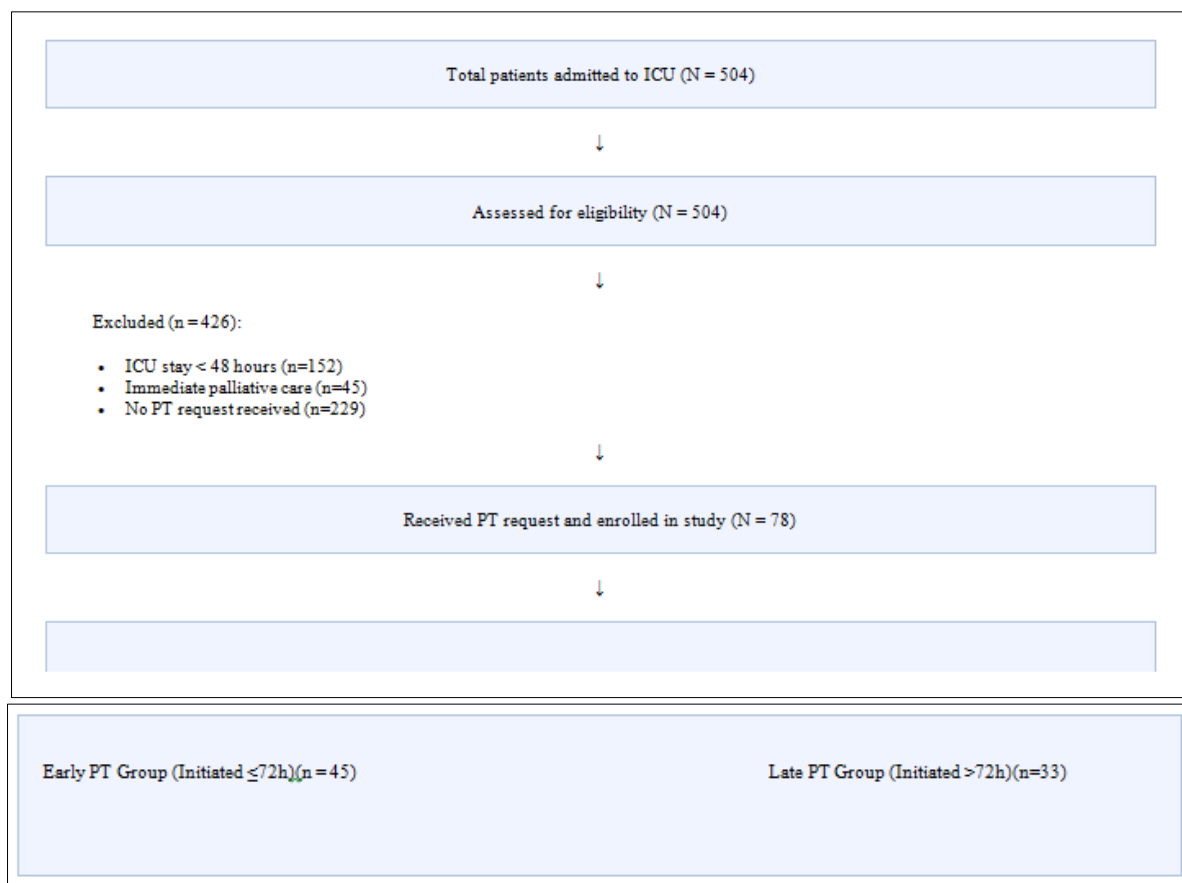 Total patients admitted to ICU (N = 504)
↓
Assessed for eligibility (N = 504)
↓
Excluded (n = 426):
• ICU stay < 48 hours (n=152)
• Immediate palliative care (n=45)
• No PT request received (n=229)
↓
Received PT request and enrolled in study (N = 78)
↓
Early PT Group (Initiated ≤72h)(n = 45)
Late PT Group (Initiated >72h)(n=33)